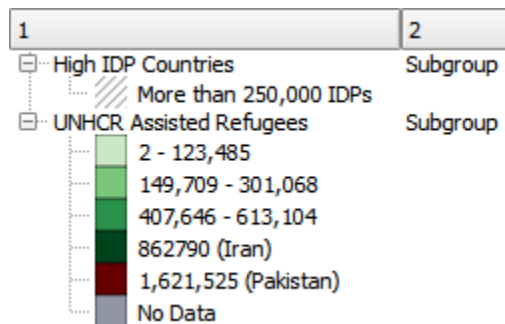 1 2
High IDP Countries Subgroup
More than 250,000 IDPs
UNHCR Assisted Refugees Subgroup
2 - 123,485
149,709 - 301,068
407,646 - 613,104
862790 (Iran)
1,621,525 (Pakistan)
No Data